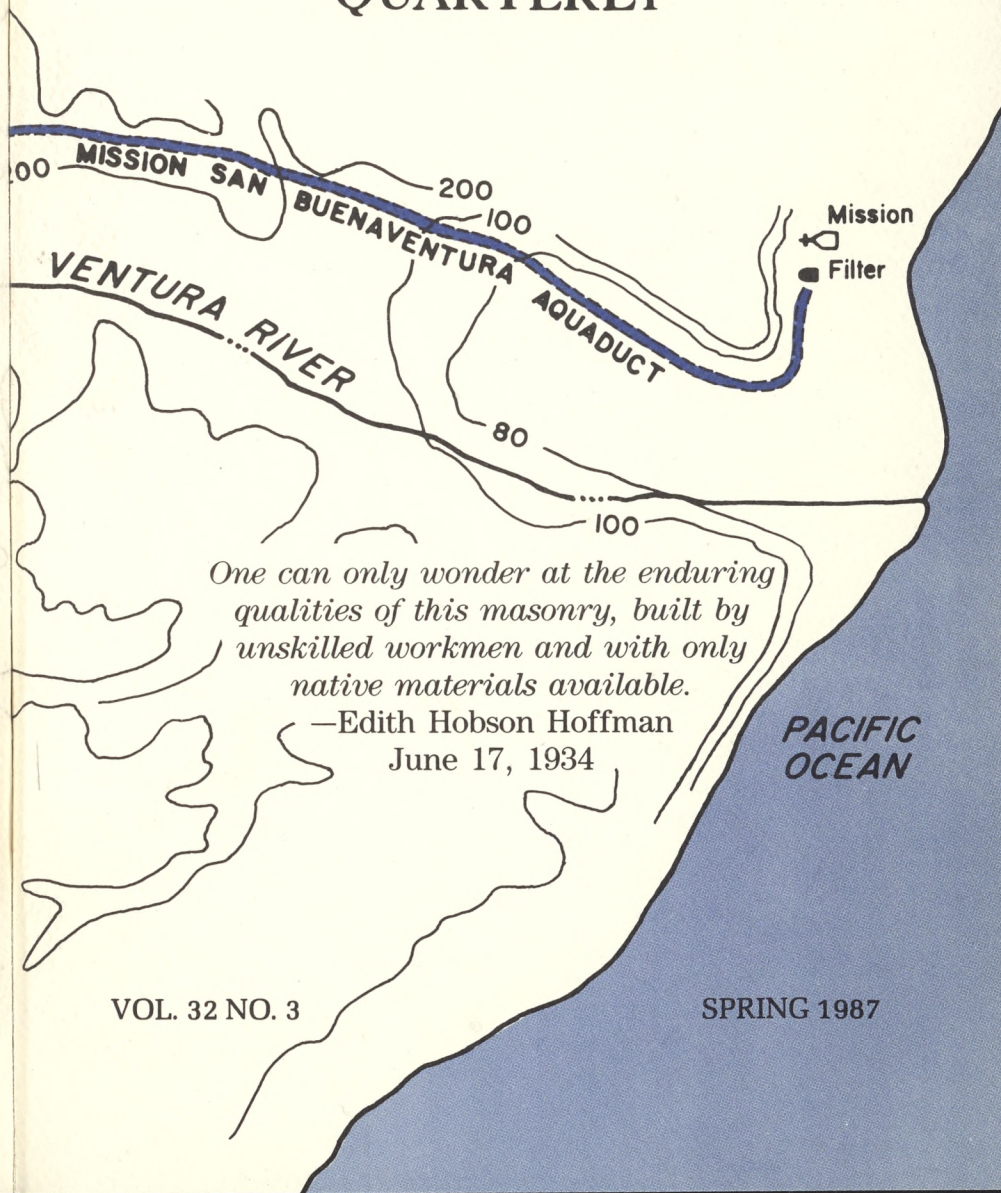 QUARTERLY
Mission
200
MISSION SAN BUENAVENTURA AQUADUCT
200
100
Filter
VENTURA RIVER
80
100
One can only wonder at the enduring
qualities of this masonry, built by
unskilled workmen and with only
native materials available.
—Edith Hobson Hoffman
June 17, 1934
PACIFIC
OCEAN
VOL. 32 NO. 3
SPRING 1987